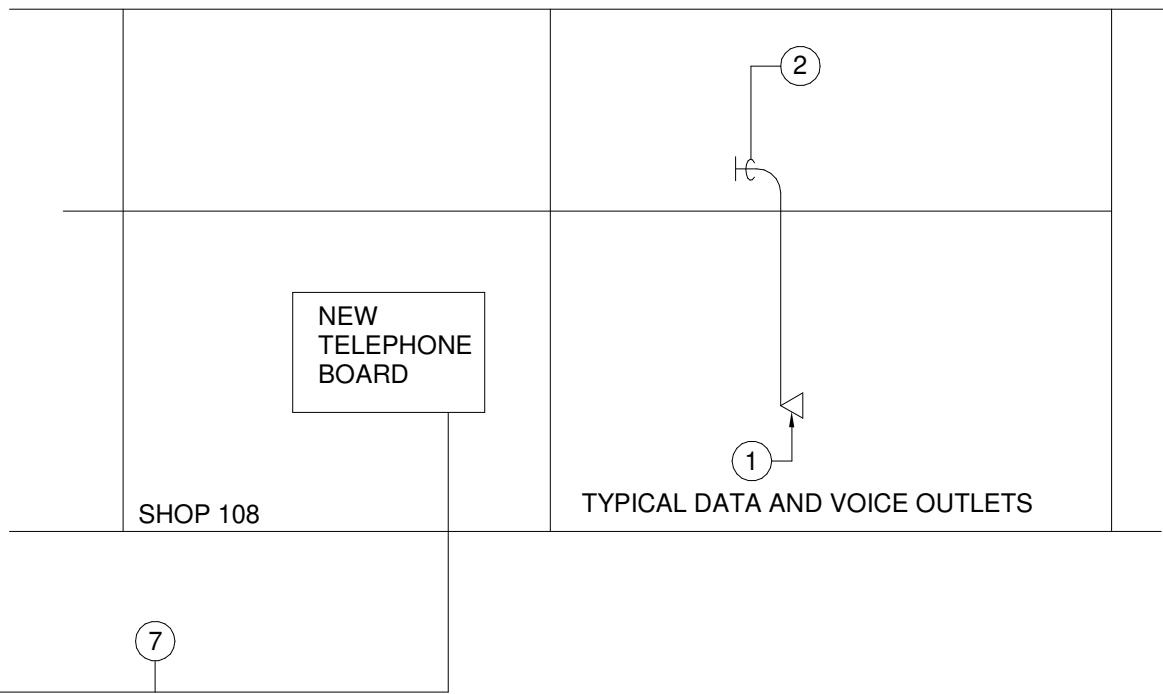 2
NEW
TELEPHONE
BOARD
1
SHOP 108
TYPICAL DATA AND VOICE OUTLETS
7